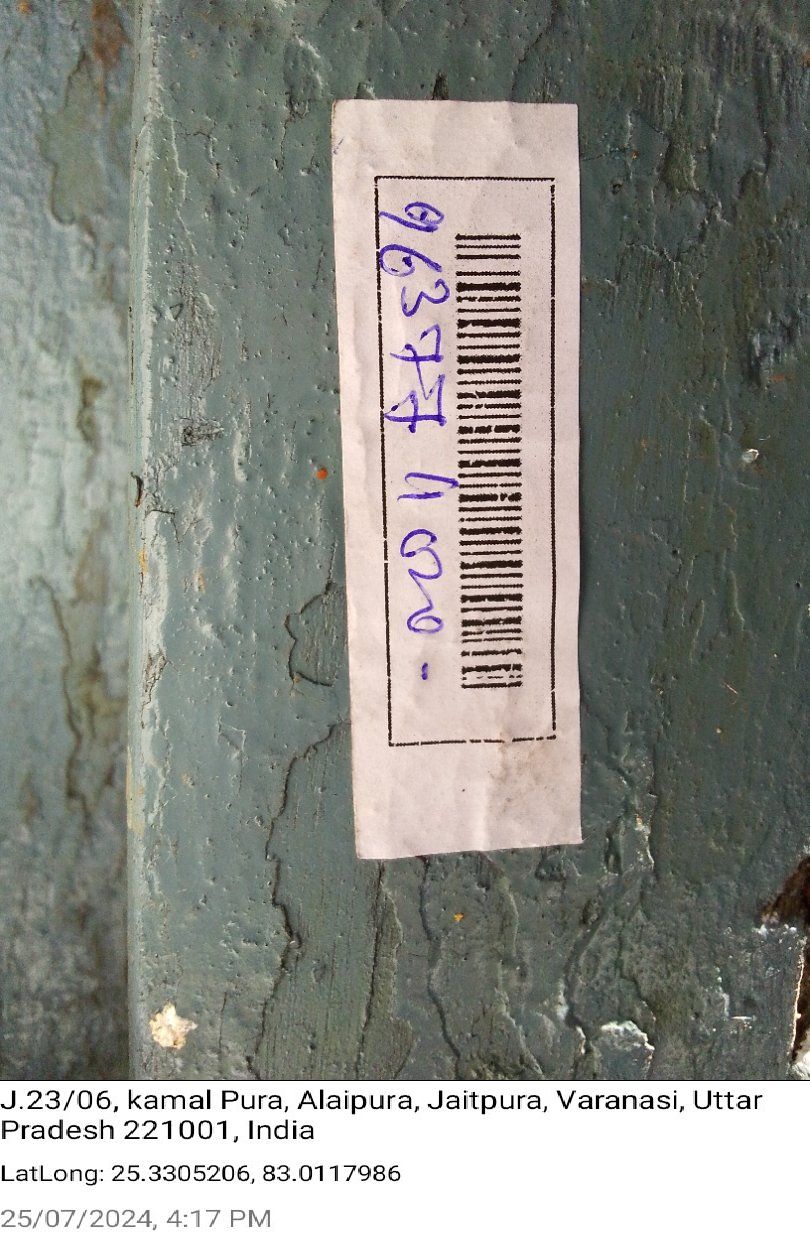 963774020-
J.23/06, kamal Pura, Alaipura, Jaitpura, Varanasi, Uttar
Pradesh 221001, India
LatLong: 25.3305206, 83.0117986
25/07/2024, 4:17 PM